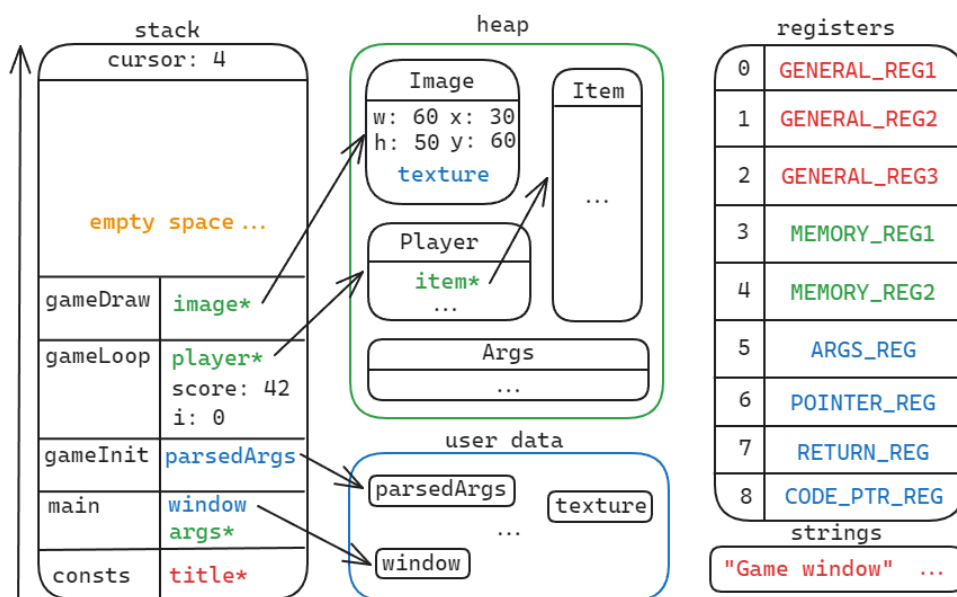 stack
cursor: 4
empty space ...
gameDraw image*
gameLoop player*
score: 42
i: 0
gameInit parsedArgs
main window
args*
consts title*
heap
Image
w: 60 x: 30
h: 50 y: 60
texture
Item
...
Player
item*
...
Args
...
user data
parsedArgs
texture
...
window
registers
0 GENERAL_REG1
1 GENERAL_REG2
2 GENERAL_REG3
3 MEMORY_REG1
4 MEMORY_REG2
5 ARGS_REG
6 POINTER_REG
7 RETURN_REG
8 CODE_PTR_REG
strings
"Game window" ...